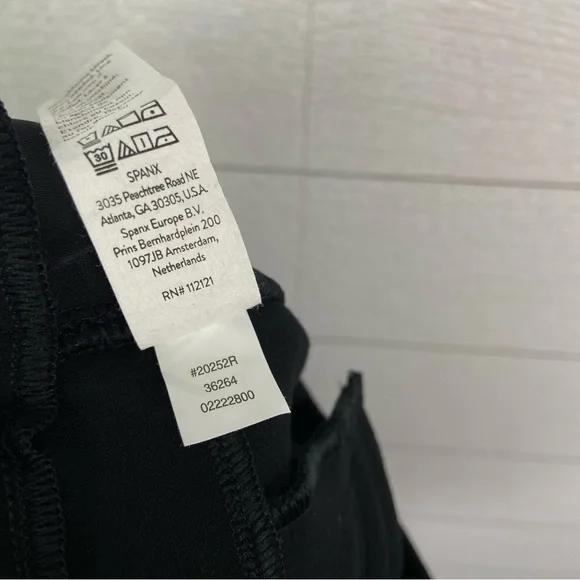 30
SPANX
3035 Peachtree Road NE
Atlanta, GA 30305, U.S.A.
Spanx Europe B.V.
Prins Bernhardplein 200
1097JB Amsterdam,
Netherlands
RN# 112121
#20252R
36264
02222800